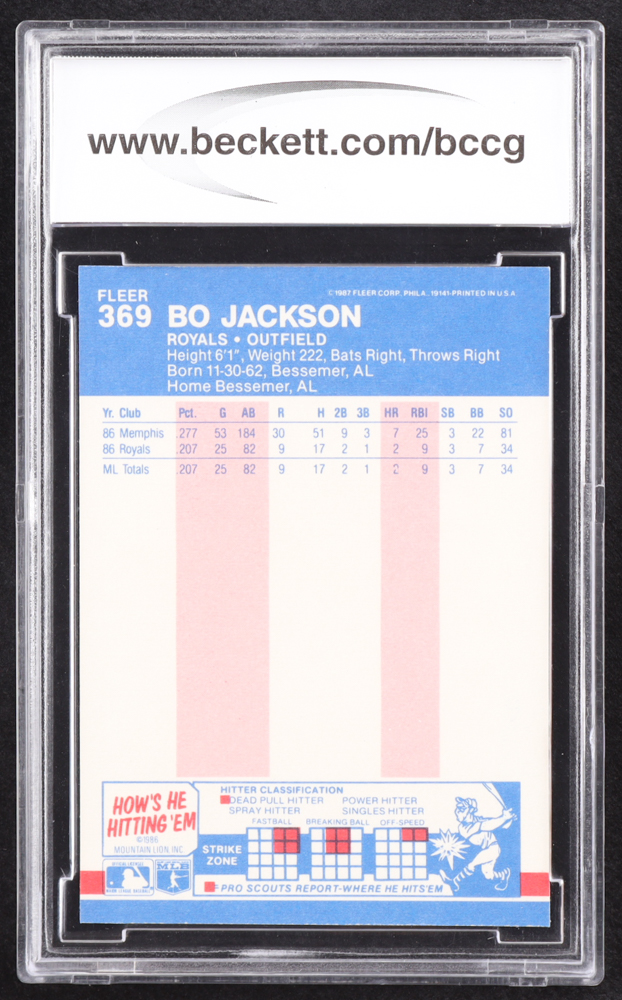 www.beckett.com/bccg
FLEER
369 BO JACKSON
© 1987 FLEER CORP. PHILA., 19141-PRINTED IN U.S.A
ROYALS • OUTFIELD
Height 6'1", Weight 222, Bats Right, Throws Right
Born 11-30-62, Bessemer, AL
Home Bessemer, AL
Yr. Club Pct. G AB R H 2B 3B HR RBI SB BB SO
86 Memphis .277 53 184 30 51 9 3 7 25 3 22 81
86 Royals .207 25 82 9 17 2 1 2 9 3 7 34
ML Totals .207 25 82 9 17 2 1 2 9 3 7 34
HOW'S HE
HITTING 'EM
©1986
MOUNTAIN LION, INC.
HITTER CLASSIFICATION
DEAD PULL HITTER POWER HITTER
SPRAY HITTER SINGLES HITTER
FASTBALL BREAKING BALL OFF-SPEED
STRIKE
ZONE
MLB
PRO SCOUTS REPORT-WHERE HE HITS 'EM